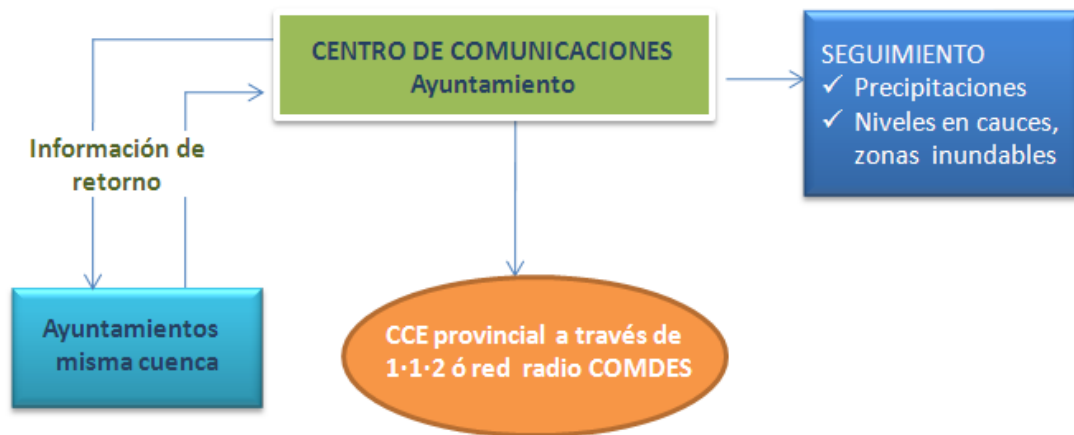 CENTRO DE COMUNICACIONES
Ayuntamiento
SEGUIMIENTO
✓ Precipitaciones
✓ Niveles en cauces,
zonas inundables
Información de
retorno
Ayuntamientos
misma cuenca
CCE provincial a través de
1·1·2 ó red radio COMDES